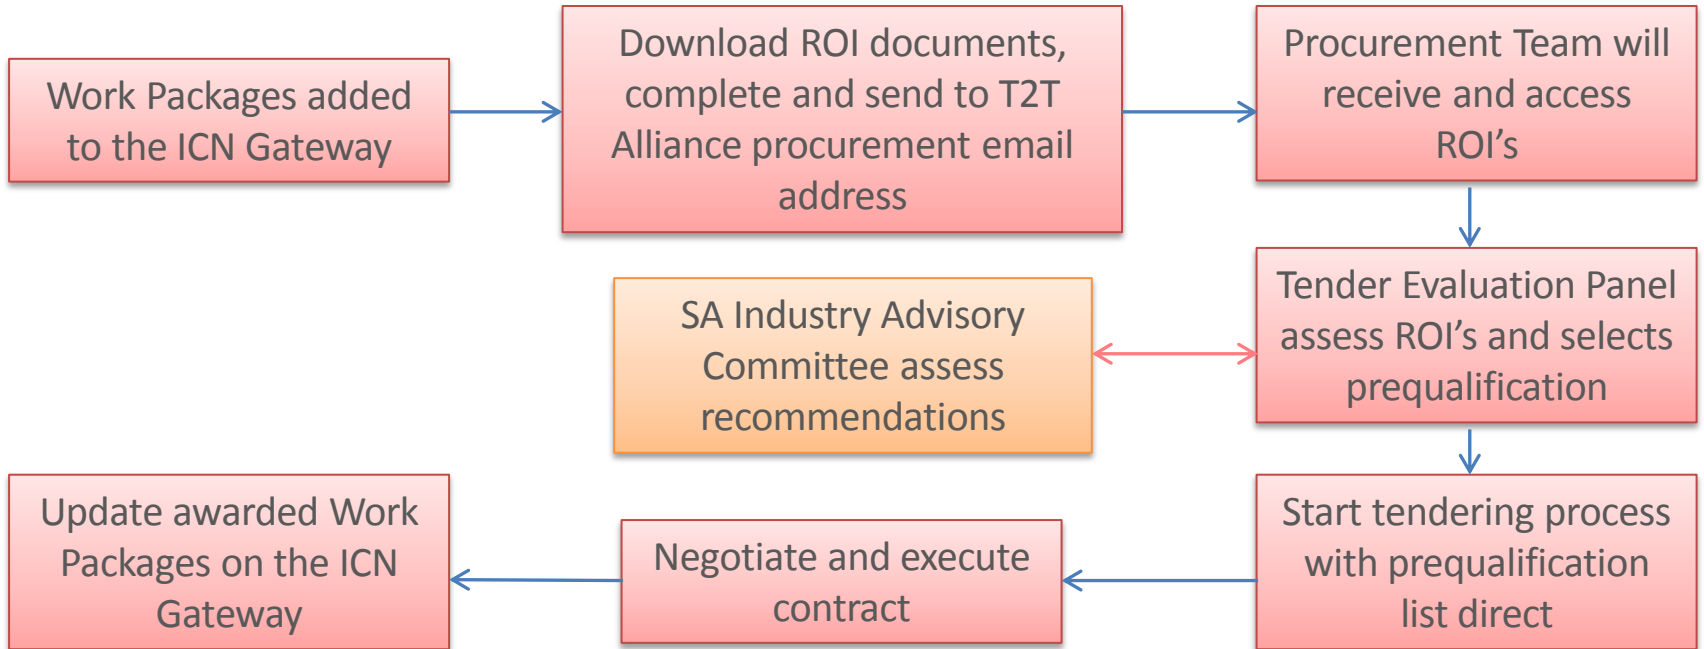 Work Packages added
to the ICN Gateway
Download ROI documents,
complete and send to T2T
Alliance procurement email
address
Procurement Team will
receive and access
ROI’s
Tender Evaluation Panel
assess ROI’s and selects
prequalification
SA Industry Advisory
Committee assess
recommendations
Start tendering process
with prequalification
list direct
Negotiate and execute
contract
Update awarded Work
Packages on the ICN
Gateway